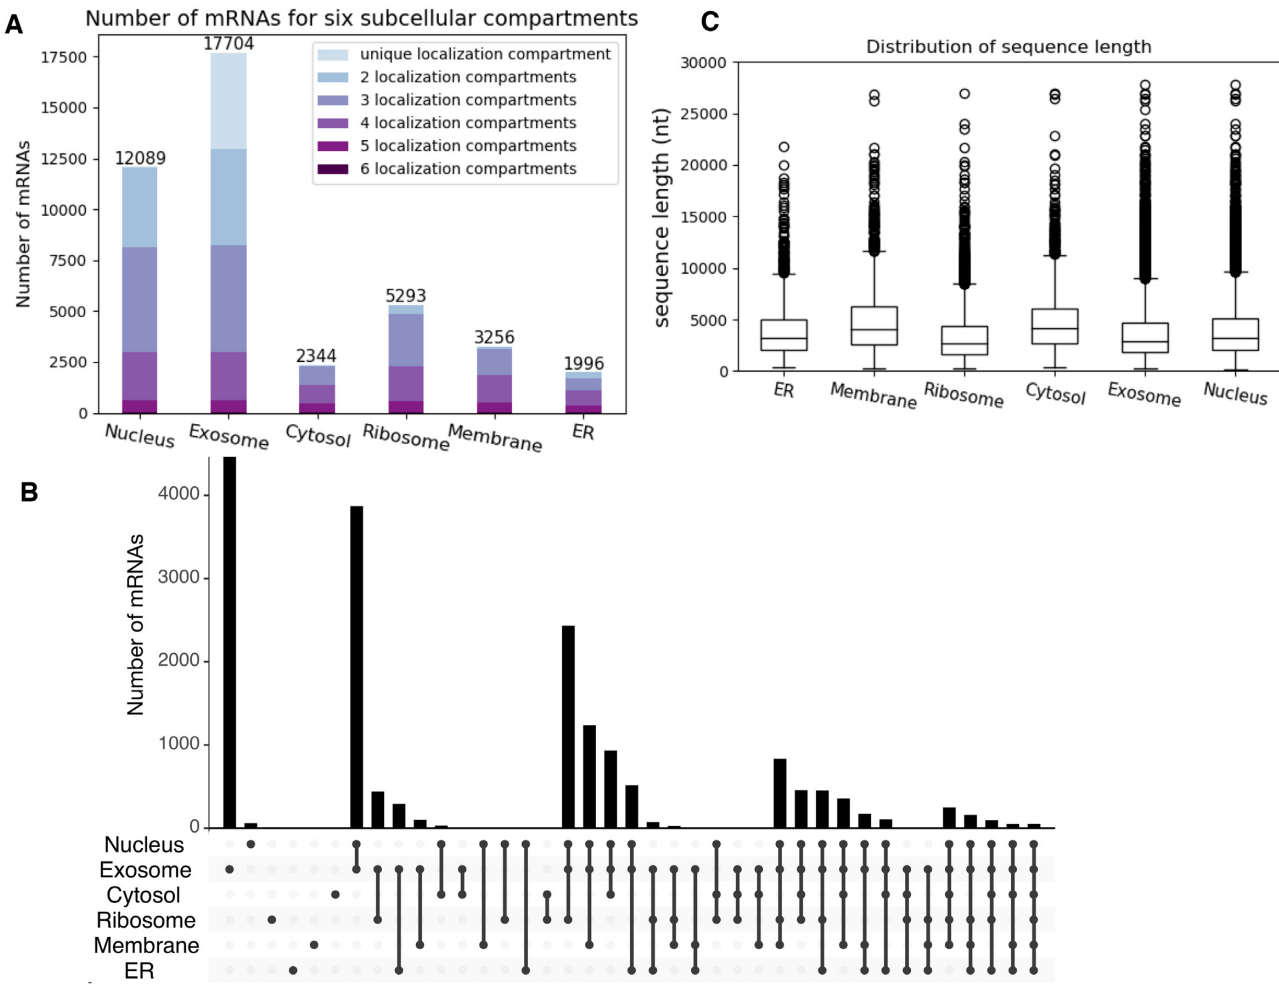 A
Number of mRNAs for six subcellular compartments
Number of mRNAs
17500
15000
12500
10000
7500
5000
2500
0
12089
17704
2344
5293
3256
1996
unique localization compartment
2 localization compartments
3 localization compartments
4 localization compartments
5 localization compartments
6 localization compartments
Nucleus
Exosome
Cytosol
Ribosome
Membrane
ER
C
Distribution of sequence length
sequence length (nt)
30000
25000
20000
15000
10000
5000
0
ER
Membrane
Ribosome
Cytosol
Exosome
Nucleus
B
Number of mRNAs
4000
3000
2000
1000
0
Nucleus
Exosome
Cytosol
Ribosome
Membrane
ER